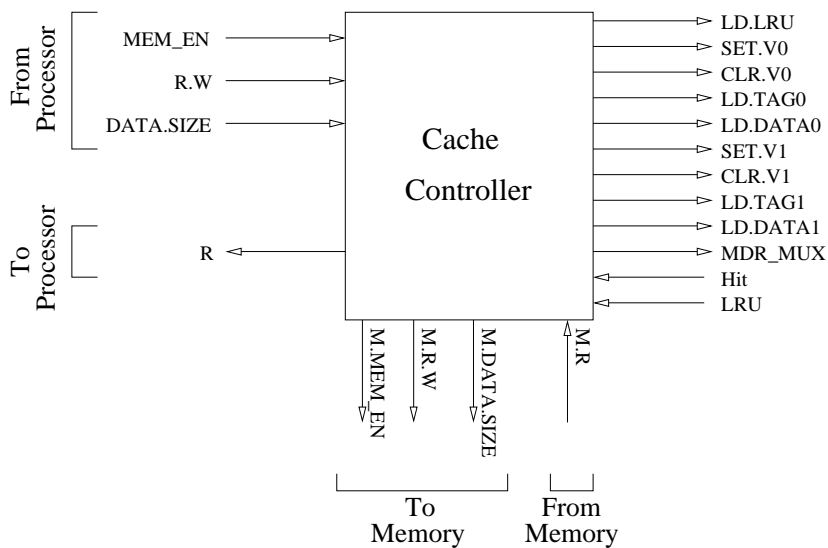 From
Processor
MEM_EN
R.W
DATA.SIZE
To
Processor
R
Cache
Controller
LD.LRU
SET.V0
CLR.V0
LD.TAG0
LD.DATA0
SET.V1
CLR.V1
LD.TAG1
LD.DATA1
MDR_MUX
Hit
LRU
M.MEM_EN
M.R.W
M.DATA.SIZE
M.R
To
Memory
From
Memory